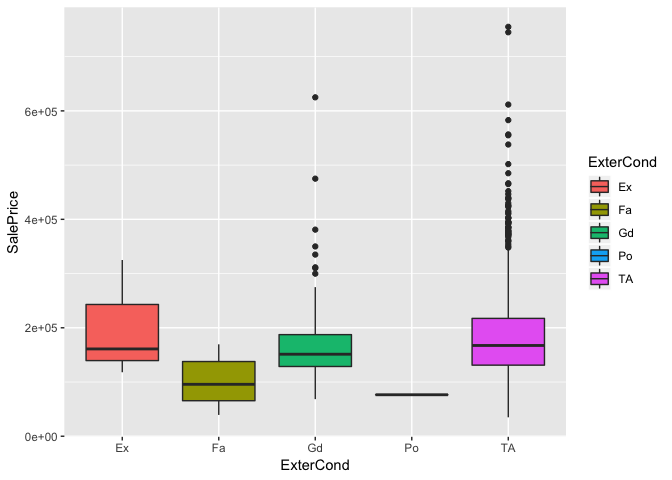 SalePrice
6e+05
4e+05
2e+05
0e+00
Ex
Fa
Gd
Po
TA
ExterCond
ExterCond
Ex
Fa
Gd
Po
TA